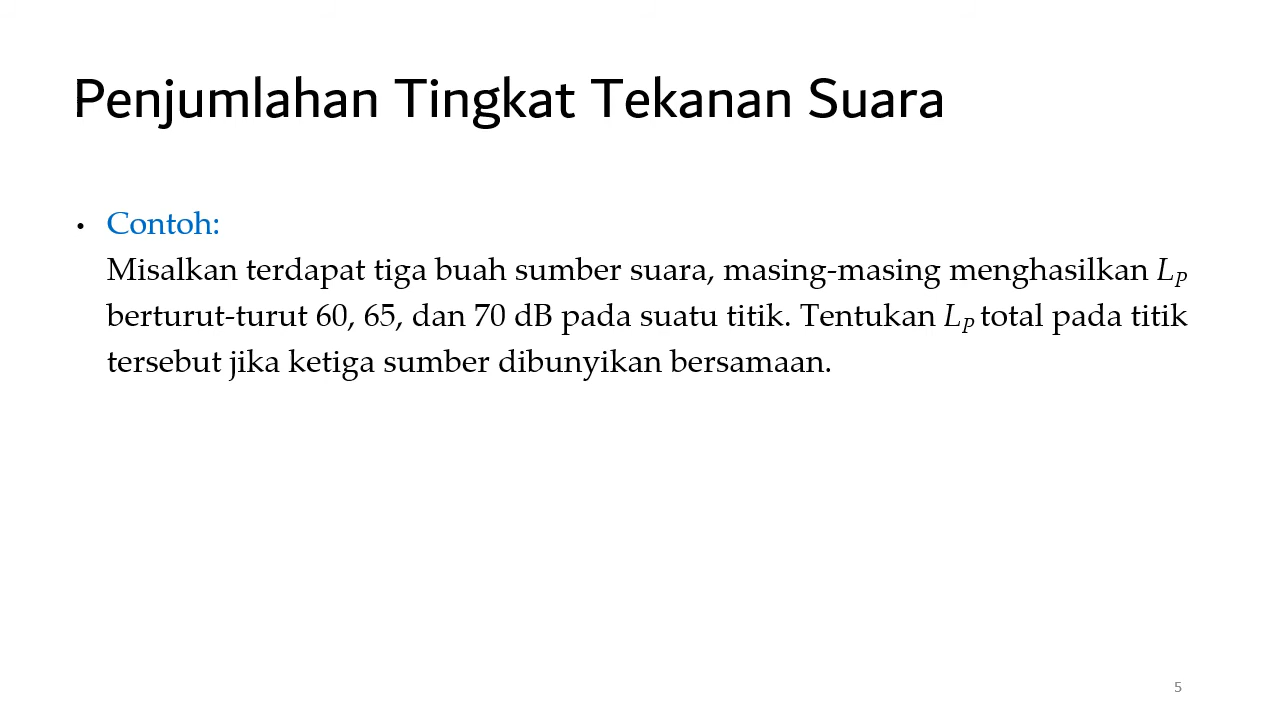 Penjumlahan Tingkat Tekanan Suara
• Contoh:
Misalkan terdapat tiga buah sumber suara, masing-masing menghasilkan L_P
berturut-turut 60, 65, dan 70 dB pada suatu titik. Tentukan L_P total pada titik
tersebut jika ketiga sumber dibunyikan bersamaan.
5